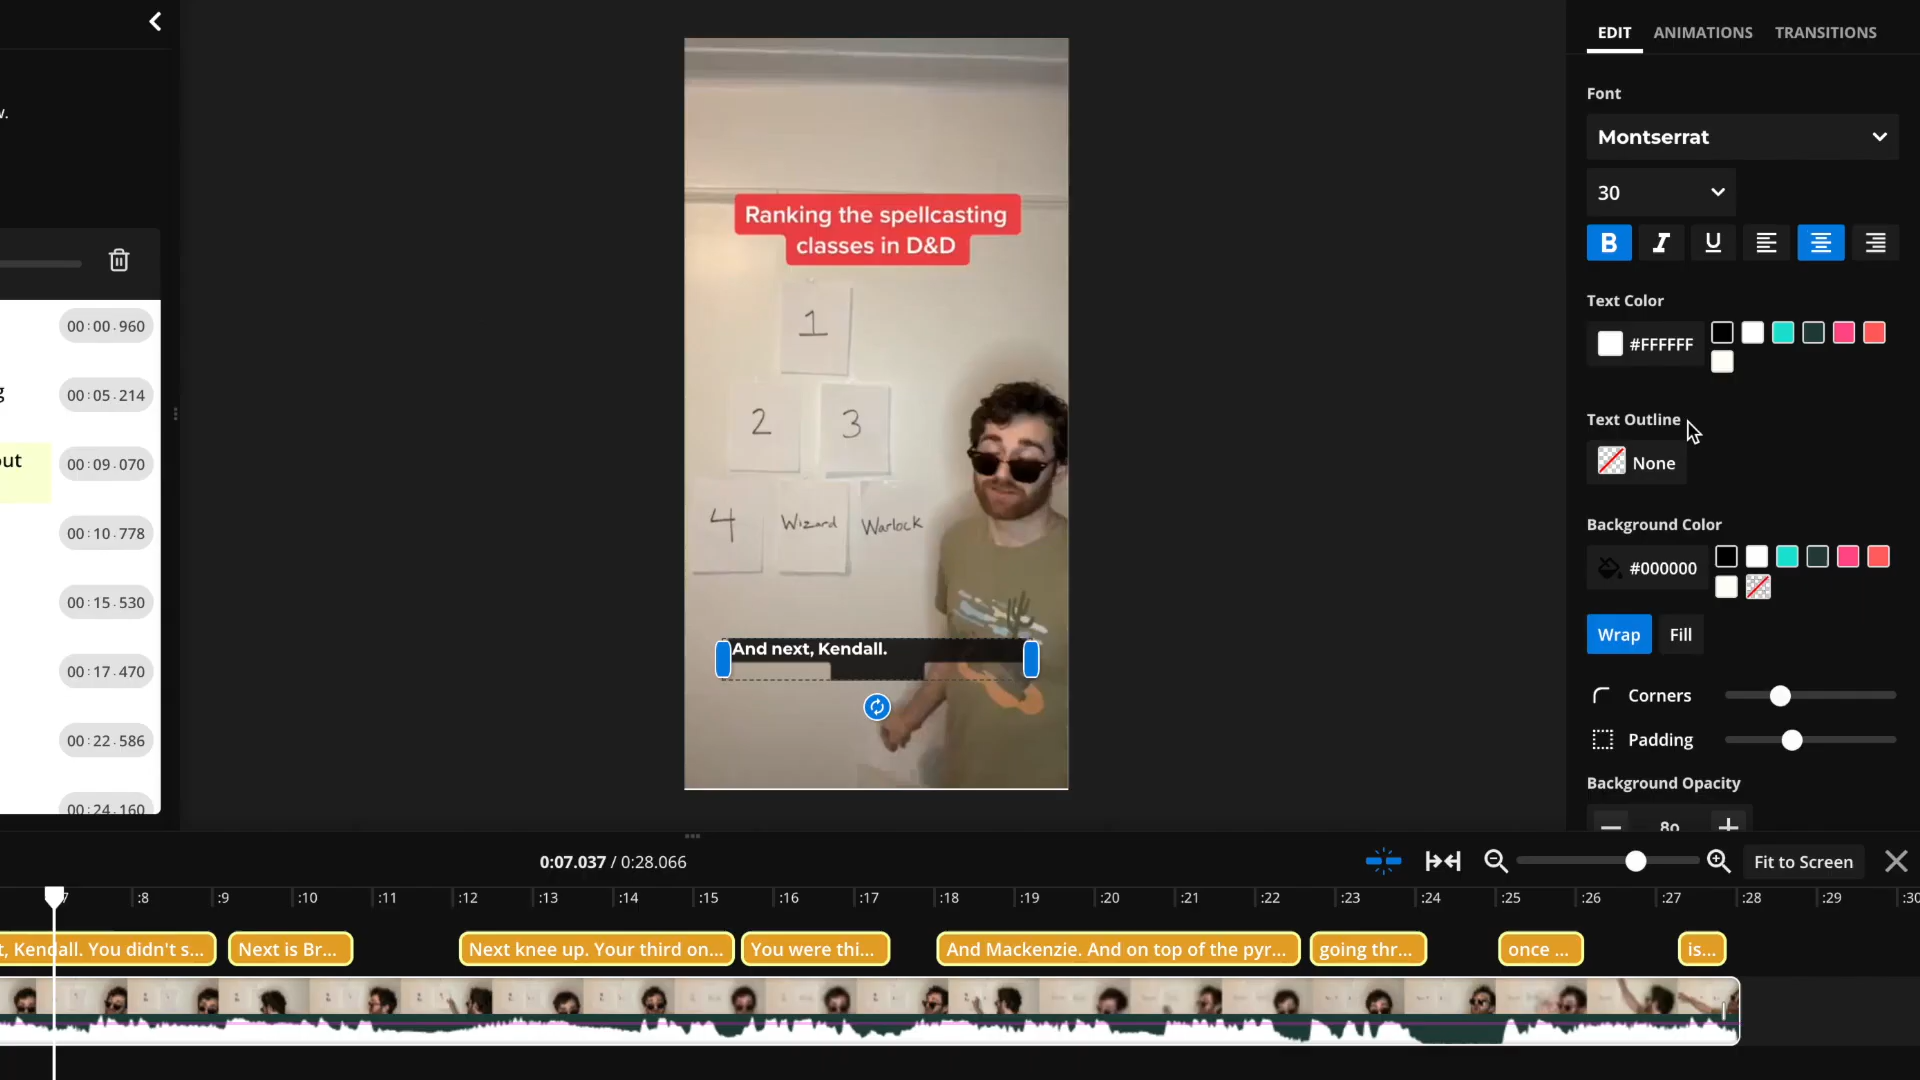 EDIT ANIMATIONS TRANSITIONS
w.
Font
Montserrat
30
B I U
Text Color
#FFFFFF
Text Outline
None
Background Color
#000000
Wrap Fill
Corners
Padding
Background Opacity
80
00:00.960
g 00:05.214
out 00:09.070
00:10.778
00:15.530
00:17.470
00:22.586
00:24.160
Ranking the spellcasting
classes in D&D
1
2 3
4 Wizard Warlock
And next, Kendall.
0:07.037 / 0:28.066
Fit to Screen
:8 :9 :10 :11 :12 :13 :14 :15 :16 :17 :18 :19 :20 :21 :22 :23 :24 :25 :26 :27 :28 :29 :30
t, Kendall. You didn't s... Next is Br... Next knee up. Your third on... You were thi... And Mackenzie. And on top of the pyr... going thr... once ... is...